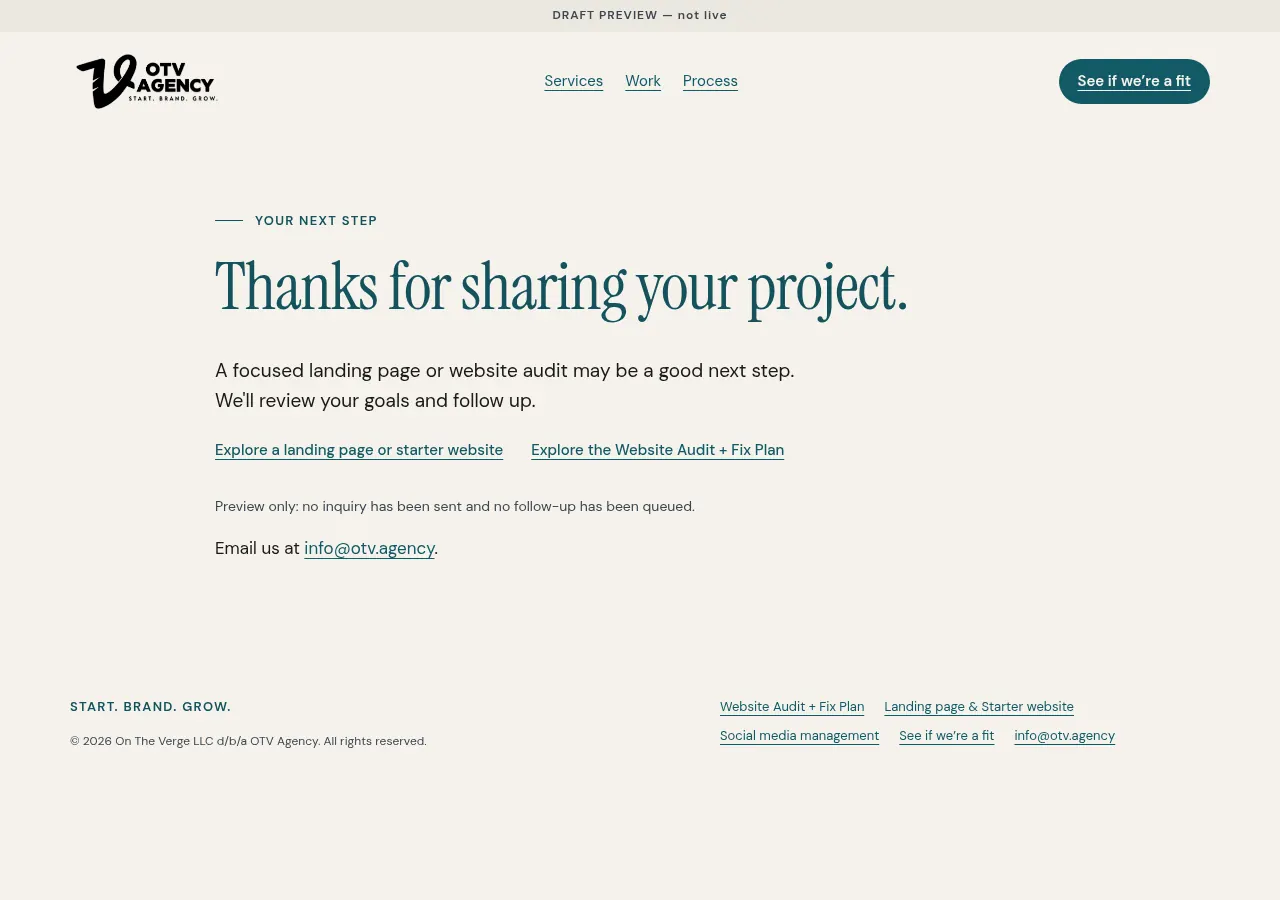 DRAFT PREVIEW — not live
OTV
AGENCY
START. BRAND. GROW.
Services Work Process
See if we’re a fit
YOUR NEXT STEP
Thanks for sharing your project.
A focused landing page or website audit may be a good next step.
We'll review your goals and follow up.
Explore a landing page or starter website Explore the Website Audit + Fix Plan
Preview only: no inquiry has been sent and no follow-up has been queued.
Email us at info@otv.agency.
START. BRAND. GROW.
© 2026 On The Verge LLC d/b/a OTV Agency. All rights reserved.
Website Audit + Fix Plan Landing page & Starter website
Social media management See if we’re a fit info@otv.agency